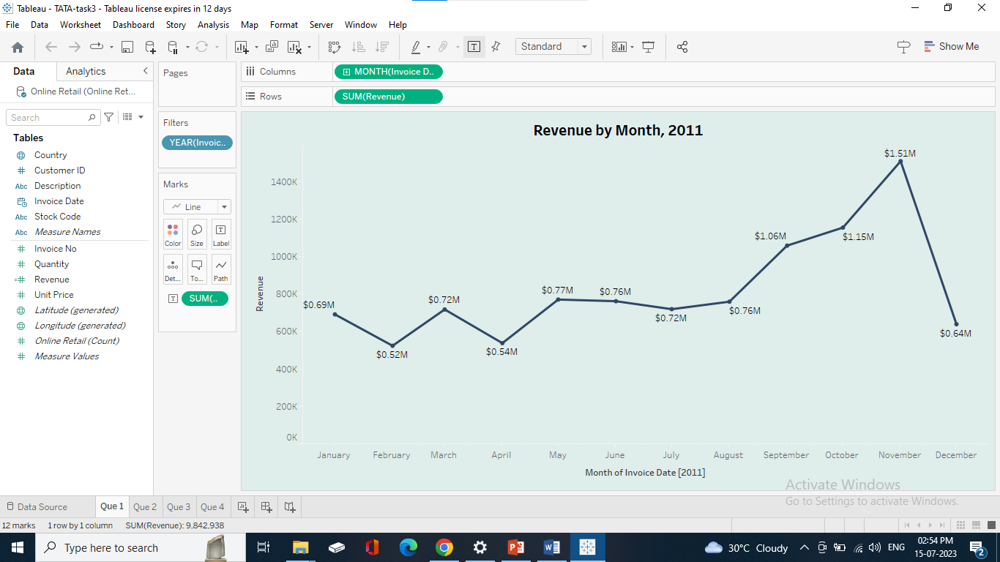 Tableau - TATA-task3 - Tableau license expires in 12 days
File Data Worksheet Dashboard Story Analysis Map Format Server Window Help
Standard
Show Me
Data Analytics
Online Retail (Online Ret...
Search
Tables
Country
Customer ID
Abc Description
Invoice Date
Abc Stock Code
Abc Measure Names
Invoice No
Quantity
Revenue
Unit Price
Latitude (generated)
Longitude (generated)
Online Retail (Count)
Measure Values
Pages
Filters
YEAR(Invoic..
Marks
Line
Color Size Label
Det... To... Path
SUM(..
Columns MONTH(Invoice D..
Rows SUM(Revenue)
Revenue by Month, 2011
Revenue
1400K
1200K
1000K
800K
600K
400K
200K
0K
$0.69M
$0.52M
$0.72M
$0.54M
$0.77M
$0.76M
$0.72M
$0.76M
$1.06M
$1.15M
$1.51M
$0.64M
January February March April May June July August September October November December
Month of Invoice Date [2011]
Activate Windows
Go to Settings to activate Windows.
Data Source Que 1 Que 2 Que 3 Que 4
12 marks 1 row by 1 column SUM(Revenue): 9,842,938
Type here to search
30°C Cloudy ENG 02:54 PM
15-07-2023 2